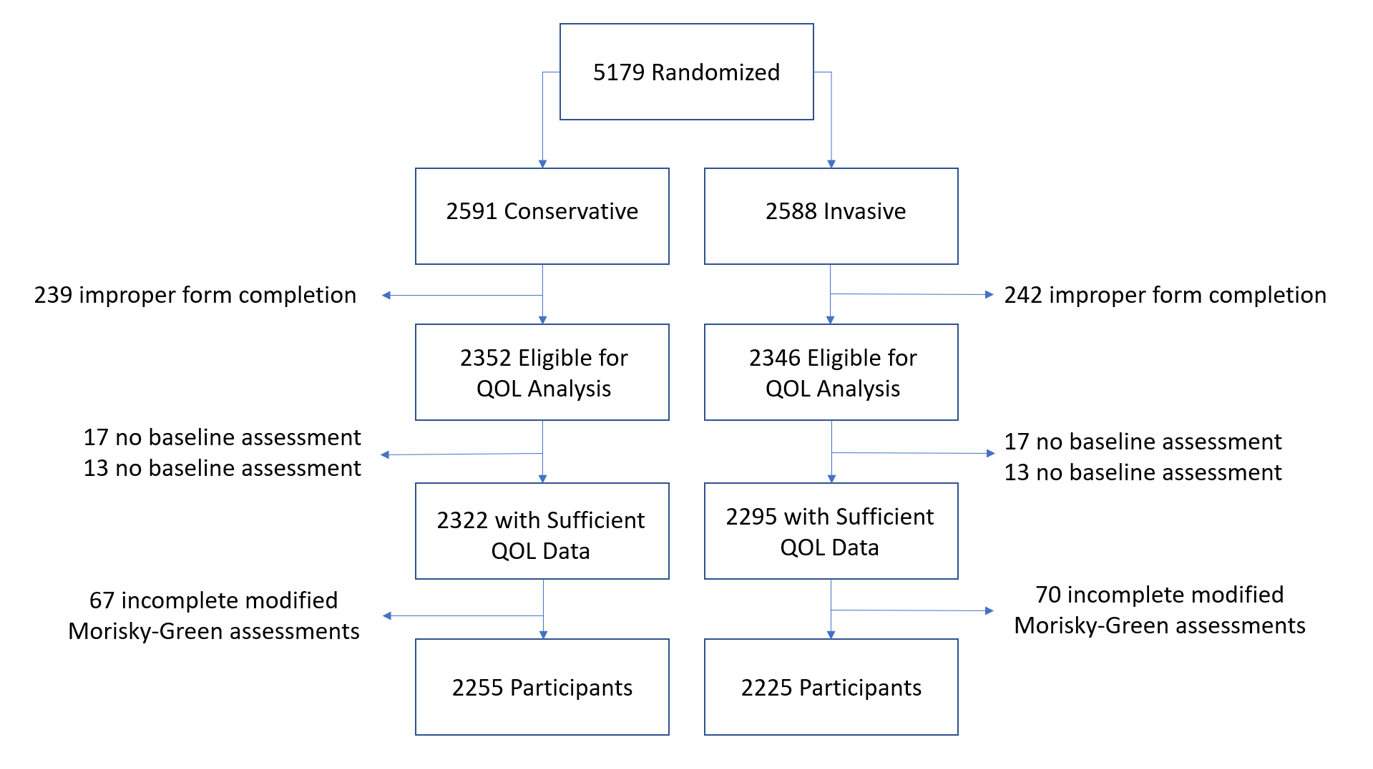 5179 Randomized
2591 Conservative
2588 Invasive
239 improper form completion
242 improper form completion
2352 Eligible for
QOL Analysis
2346 Eligible for
QOL Analysis
17 no baseline assessment
13 no baseline assessment
17 no baseline assessment
13 no baseline assessment
2322 with Sufficient
QOL Data
2295 with Sufficient
QOL Data
67 incomplete modified
Morisky-Green assessments
70 incomplete modified
Morisky-Green assessments
2255 Participants
2225 Participants